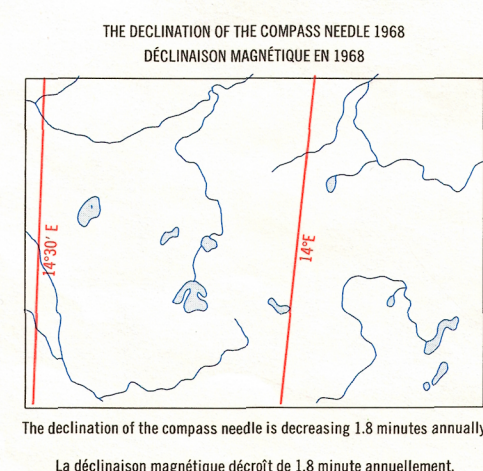 THE DECLINATION OF THE COMPASS NEEDLE 1968
DÉCLINAISON MAGNÉTIQUE EN 1968
14°30' E
14°E
The declination of the compass needle is decreasing 1.8 minutes annually
La déclinaison magnétique décroît de 1.8 minute annuellement.